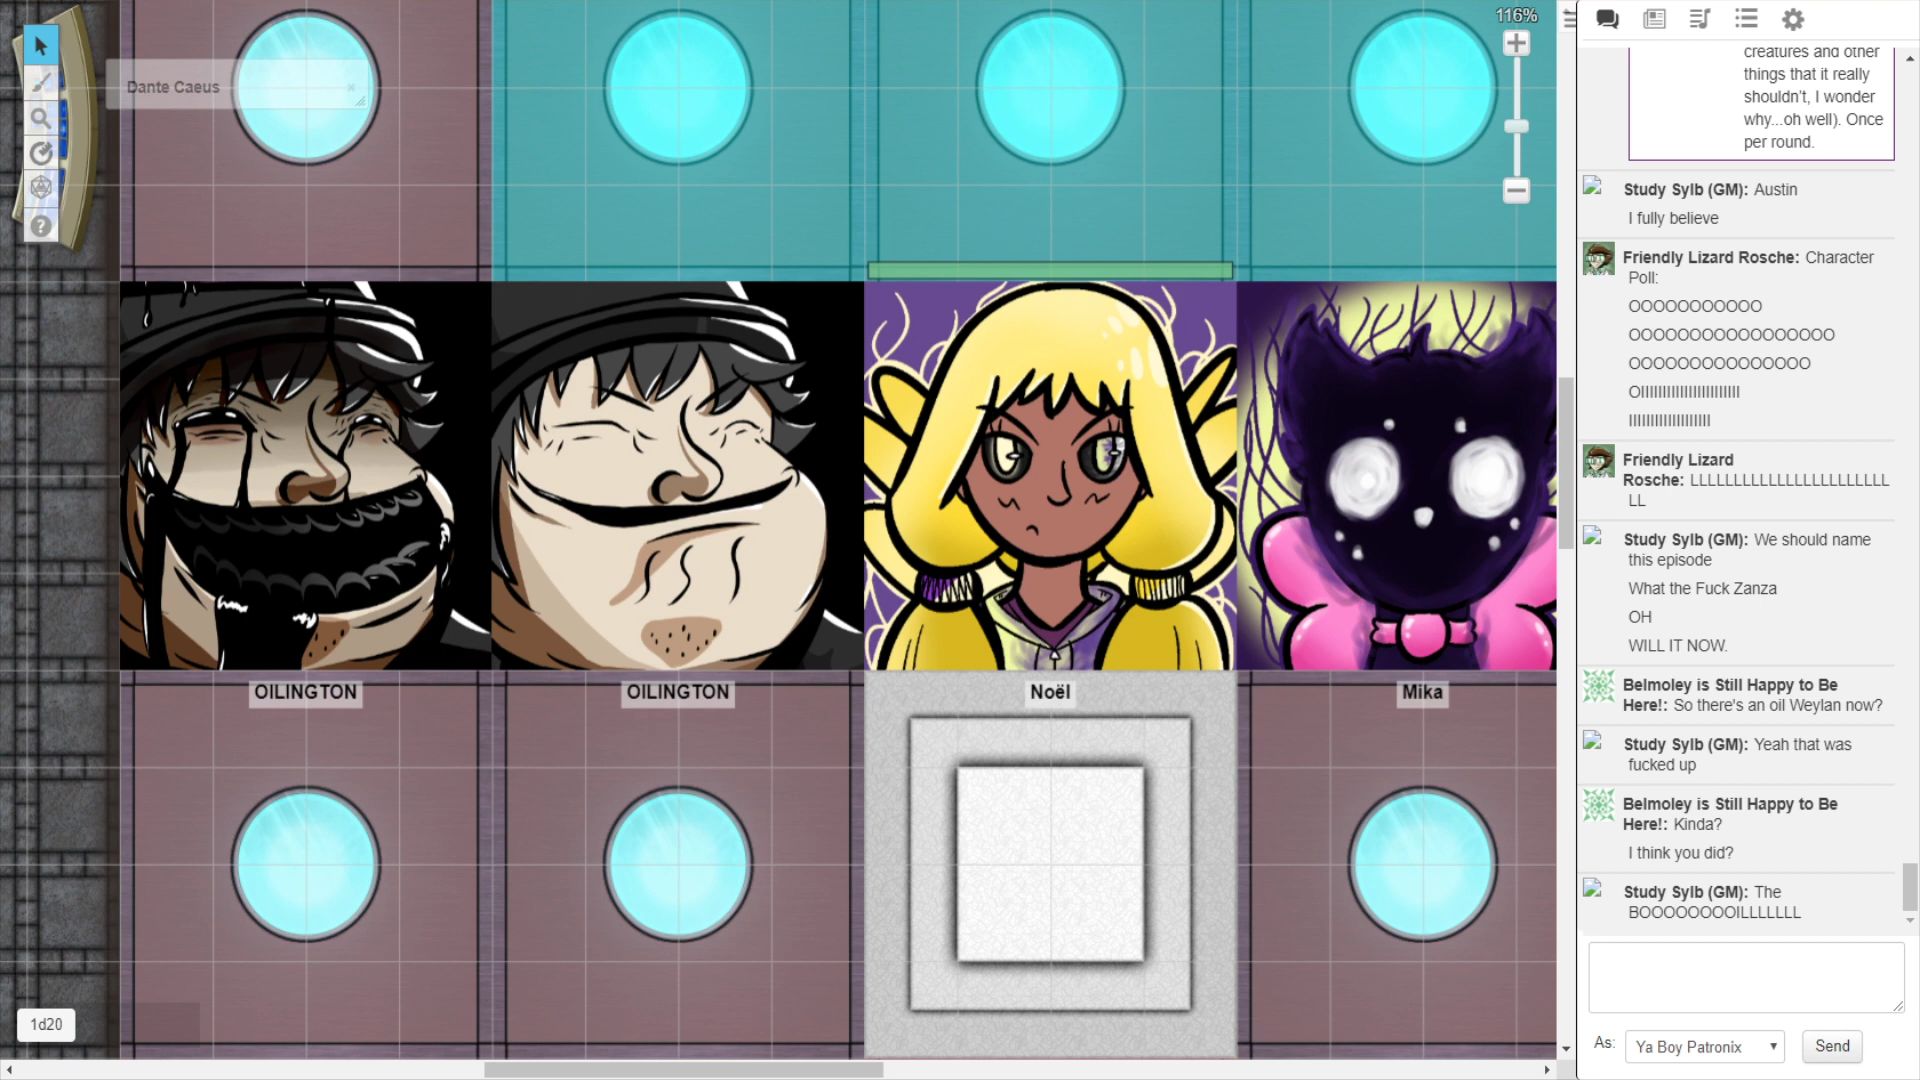 116%
Dante Caeus
OILINGTON
OILINGTON
Noël
Mika
1d20
creatures and other
things that it really
shouldn't, I wonder
why...oh well). Once
per round.
Study Sylb (GM): Austin
I fully believe
Friendly Lizard Rosche: Character
Poll:
OOOOOOOOOOO
OOOOOOOOOOOOOOOOO
OOOOOOOOOOOOOOO
OIIIIIIIIIIIIIIIIIIIIIII
IIIIIIIIIIIIIIIIIII
Friendly Lizard
Rosche: LLLLLLLLLLLLLLLLLLLLLLL
LL
Study Sylb (GM): We should name
this episode
What the Fuck Zanza
OH
WILL IT NOW.
Belmoley is Still Happy to Be
Here!: So there's an oil Weylan now?
Study Sylb (GM): Yeah that was
fucked up
Belmoley is Still Happy to Be
Here!: Kinda?
I think you did?
Study Sylb (GM): The
BOOOOOOOOILLLLLLL
As: Ya Boy Patronix
Send